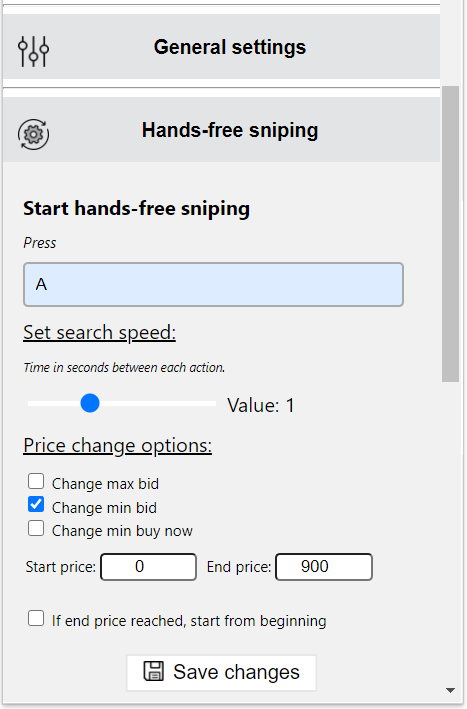 General settings
Hands-free sniping
Start hands-free sniping
Press
A
Set search speed:
Time in seconds between each action.
Value: 1
Price change options:
Change max bid
Change min bid
Change min buy now
Start price: 0 End price: 900
If end price reached, start from beginning
Save changes